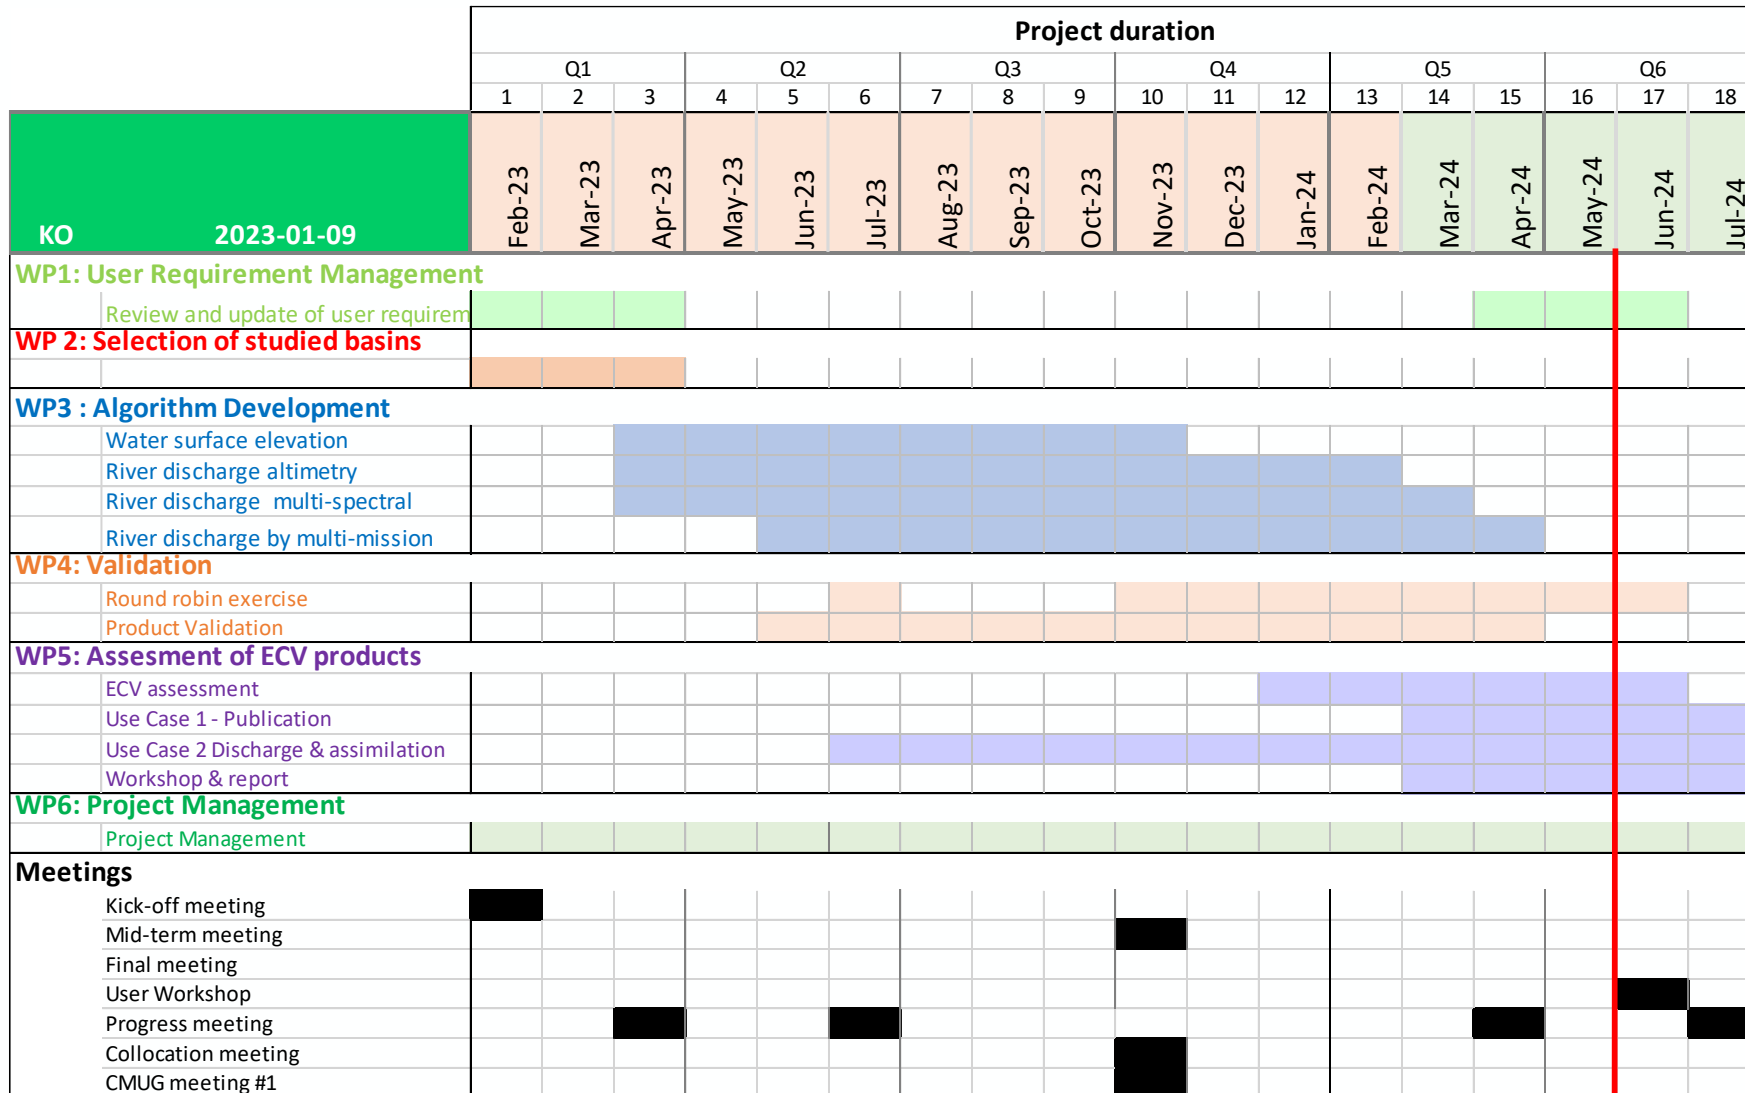 Project duration
Q1 Q2 Q3 Q4 Q5 Q6
1 2 3 4 5 6 7 8 9 10 11 12 13 14 15 16 17 18
KO 2023-01-09 Feb-23 Mar-23 Apr-23 May-23 Jun-23 Jul-23 Aug-23 Sep-23 Oct-23 Nov-23 Dec-23 Jan-24 Feb-24 Mar-24 Apr-24 May-24 Jun-24 Jul-24
WP1: User Requirement Management
Review and update of user requirem
WP 2: Selection of studied basins
WP3 : Algorithm Development
Water surface elevation
River discharge altimetry
River discharge multi-spectral
River discharge by multi-mission
WP4: Validation
Round robin exercise
Product Validation
WP5: Assesment of ECV products
ECV assessment
Use Case 1 - Publication
Use Case 2 Discharge & assimilation
Workshop & report
WP6: Project Management
Project Management
Meetings
Kick-off meeting
Mid-term meeting
Final meeting
User Workshop
Progress meeting
Collocation meeting
CMUG meeting #1